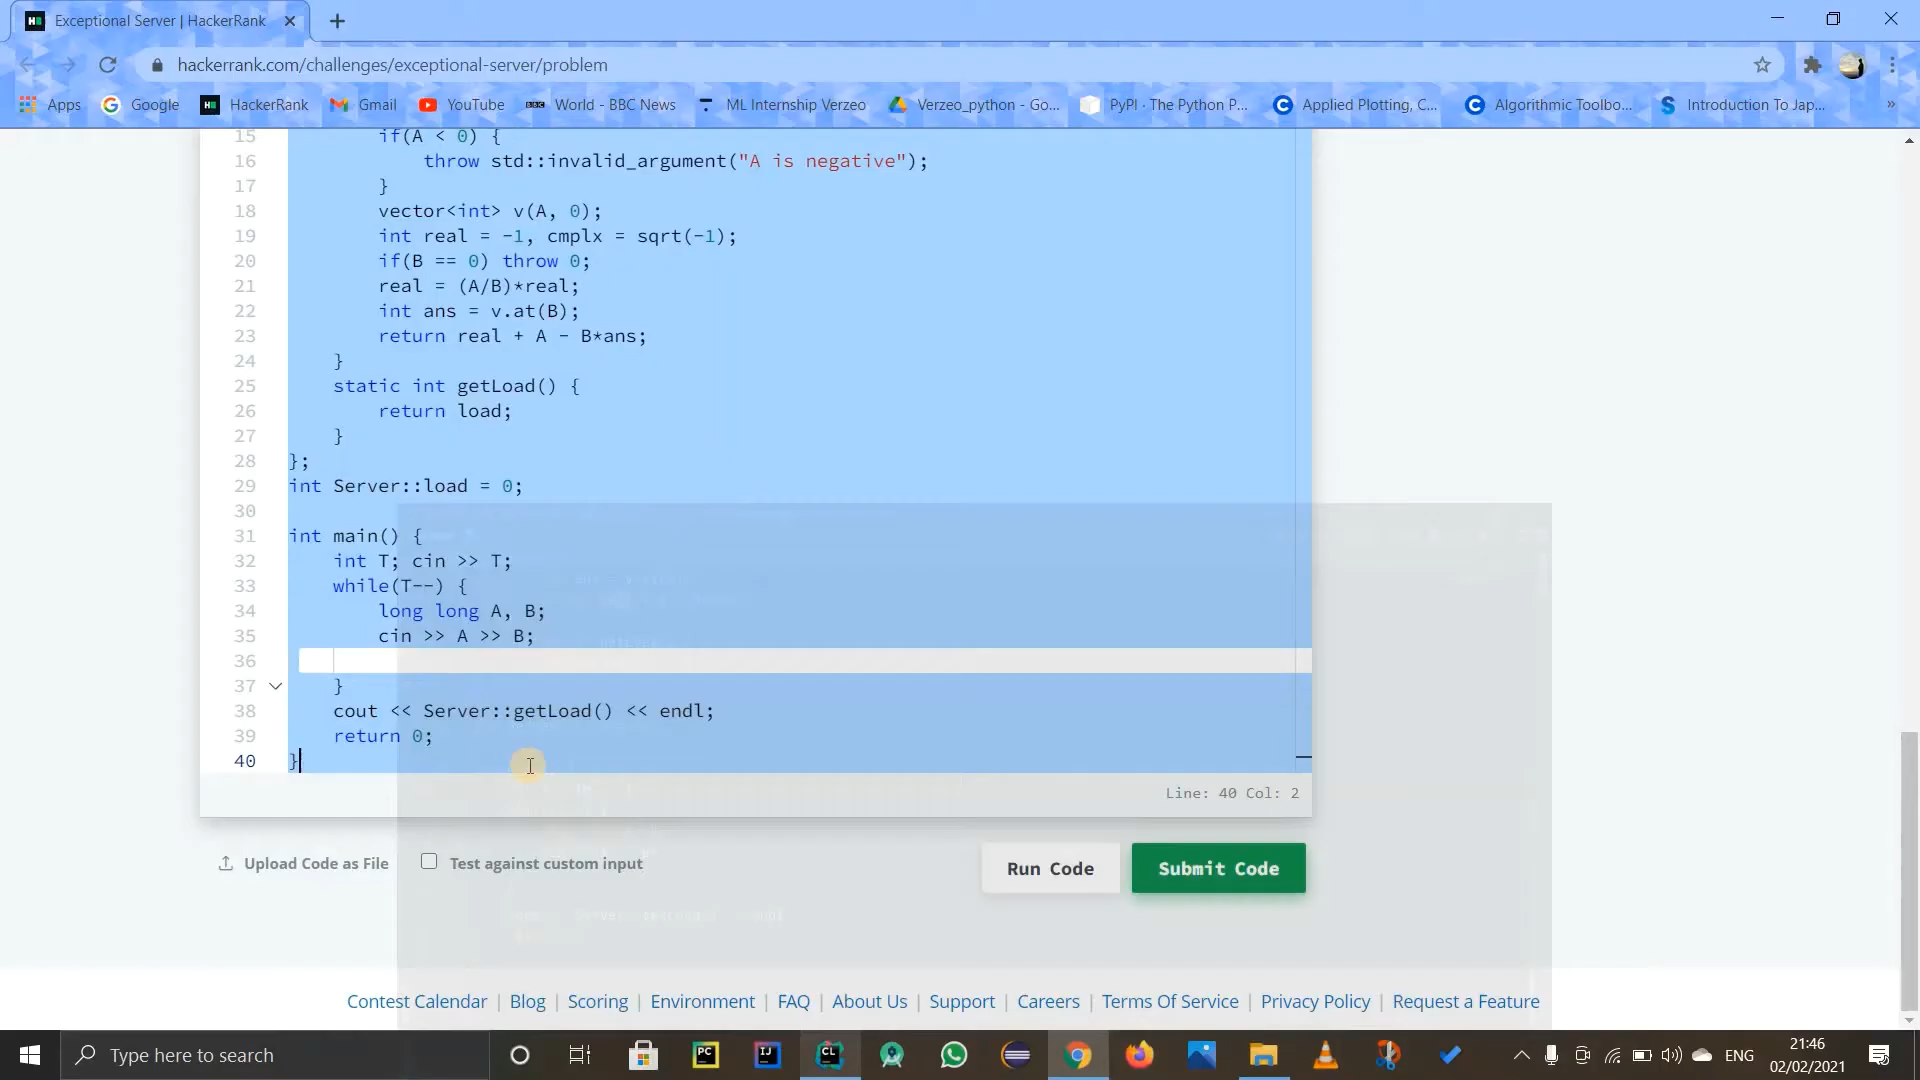 Exceptional Server | HackerRank
hackerrank.com/challenges/exceptional-server/problem
Apps Google HackerRank Gmail YouTube World - BBC News ML Internship Verzeo Verzeo_python - Go... PyPI · The Python P... Applied Plotting, C... Algorithmic Toolbo... Introduction To Jap... »
15 if(A < 0) {
16 throw std::invalid_argument("A is negative");
17 }
18 vector<int> v(A, 0);
19 int real = -1, cmplx = sqrt(-1);
20 if(B == 0) throw 0;
21 real = (A/B)*real;
22 int ans = v.at(B);
23 return real + A - B*ans;
24 }
25 static int getLoad() {
26 return load;
27 }
28 };
29 int Server::load = 0;
30
31 int main() {
32 int T; cin >> T;
33 while(T--) {
34 long long A, B;
35 cin >> A >> B;
36
37 }
38 cout << Server::getLoad() << endl;
39 return 0;
40 }
Line: 40 Col: 2
Upload Code as File Test against custom input Run Code Submit Code
Contest Calendar | Blog | Scoring | Environment | FAQ | About Us | Support | Careers | Terms Of Service | Privacy Policy | Request a Feature
Type here to search PC IJ CL ENG 21:46
02/02/2021